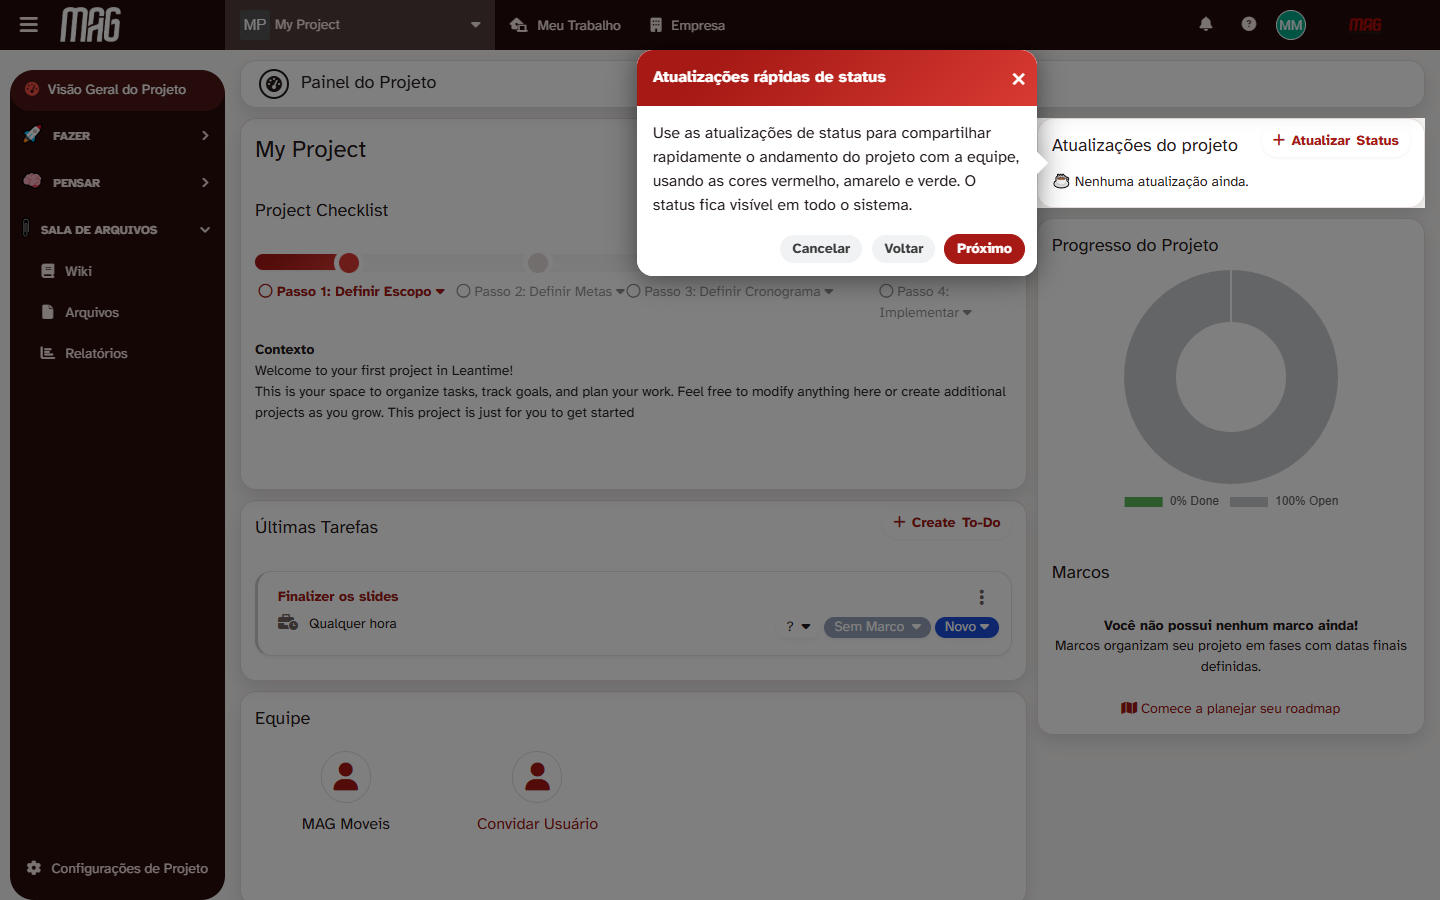 MAG
MP My Project
Meu Trabalho
Empresa
MM
MAG
Visão Geral do Projeto
FAZER
PENSAR
SALA DE ARQUIVOS
Wiki
Arquivos
Relatórios
Configurações de Projeto
Painel do Projeto
Atualizações rápidas de status
Use as atualizações de status para compartilhar
rapidamente o andamento do projeto com a equipe,
usando as cores vermelho, amarelo e verde. O
status fica visível em todo o sistema.
Cancelar
Voltar
Próximo
My Project
Project Checklist
Passo 1: Definir Escopo
Passo 2: Definir Metas
Passo 3: Definir Cronograma
Passo 4:
Implementar
Contexto
Welcome to your first project in Leantime!
This is your space to organize tasks, track goals, and plan your work. Feel free to modify anything here or create additional
projects as you grow. This project is just for you to get started
Últimas Tarefas
+ Create To-Do
Finalizer os slides
Qualquer hora
?
Sem Marco
Novo
Equipe
MAG Moveis
Convidar Usuário
Atualizações do projeto
+ Atualizar Status
Nenhuma atualização ainda.
Progresso do Projeto
0% Done
100% Open
Marcos
Você não possui nenhum marco ainda!
Marcos organizam seu projeto em fases com datas finais
definidas.
Comece a planejar seu roadmap